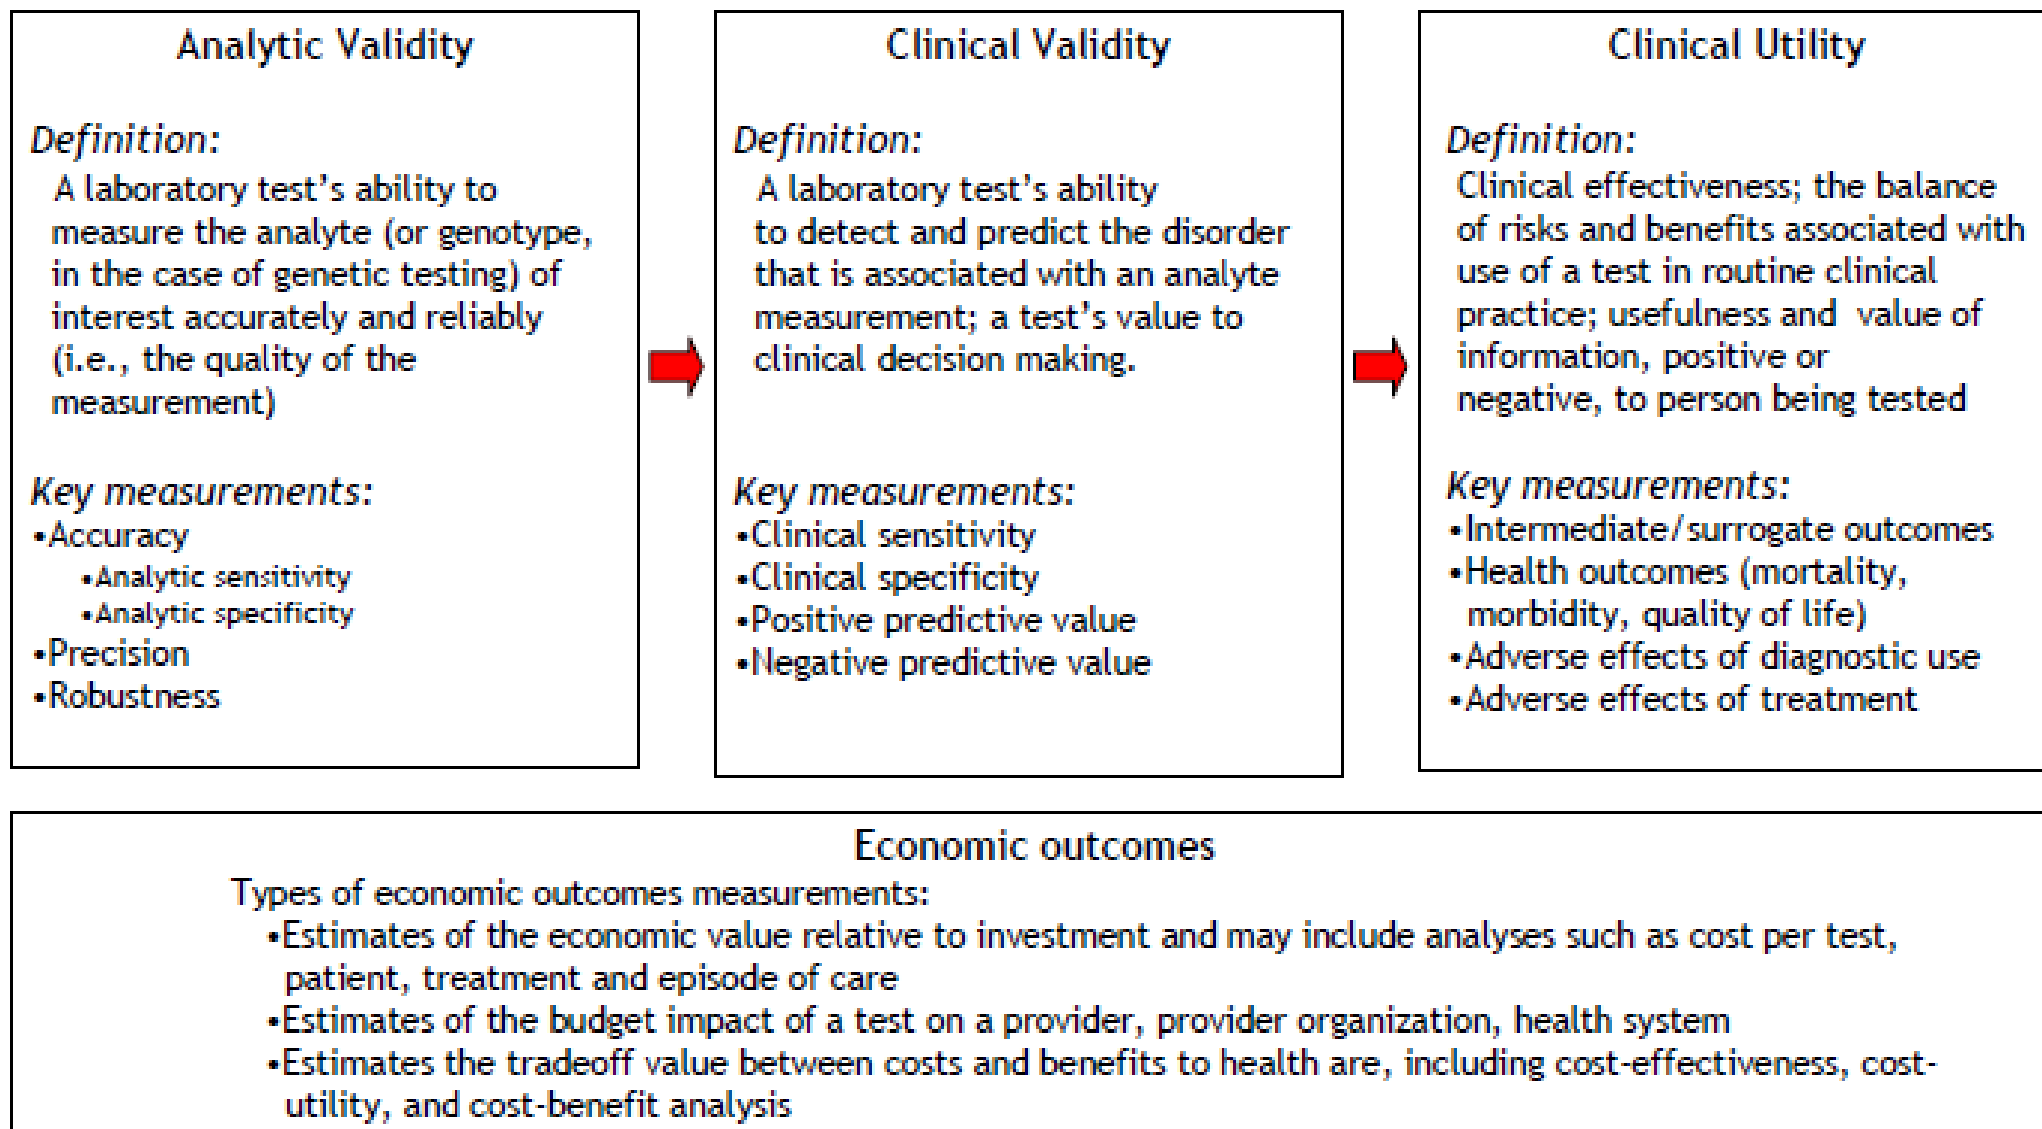 Analytic Validity
Definition:
A laboratory test's ability to
measure the analyte (or genotype,
in the case of genetic testing) of
interest accurately and reliably
(i.e., the quality of the
measurement)
Key measurements:
•Accuracy
•Analytic sensitivity
•Analytic specificity
•Precision
•Robustness
Clinical Validity
Definition:
A laboratory test's ability
to detect and predict the disorder
that is associated with an analyte
measurement; a test's value to
clinical decision making.
Key measurements:
•Clinical sensitivity
•Clinical specificity
•Positive predictive value
•Negative predictive value
Clinical Utility
Definition:
Clinical effectiveness; the balance
of risks and benefits associated with
use of a test in routine clinical
practice; usefulness and value of
information, positive or
negative, to person being tested
Key measurements:
•Intermediate/surrogate outcomes
•Health outcomes (mortality,
morbidity, quality of life)
•Adverse effects of diagnostic use
•Adverse effects of treatment
Economic outcomes
Types of economic outcomes measurements:
•Estimates of the economic value relative to investment and may include analyses such as cost per test,
patient, treatment and episode of care
•Estimates of the budget impact of a test on a provider, provider organization, health system
•Estimates the tradeoff value between costs and benefits to health are, including cost-effectiveness, cost-
utility, and cost-benefit analysis